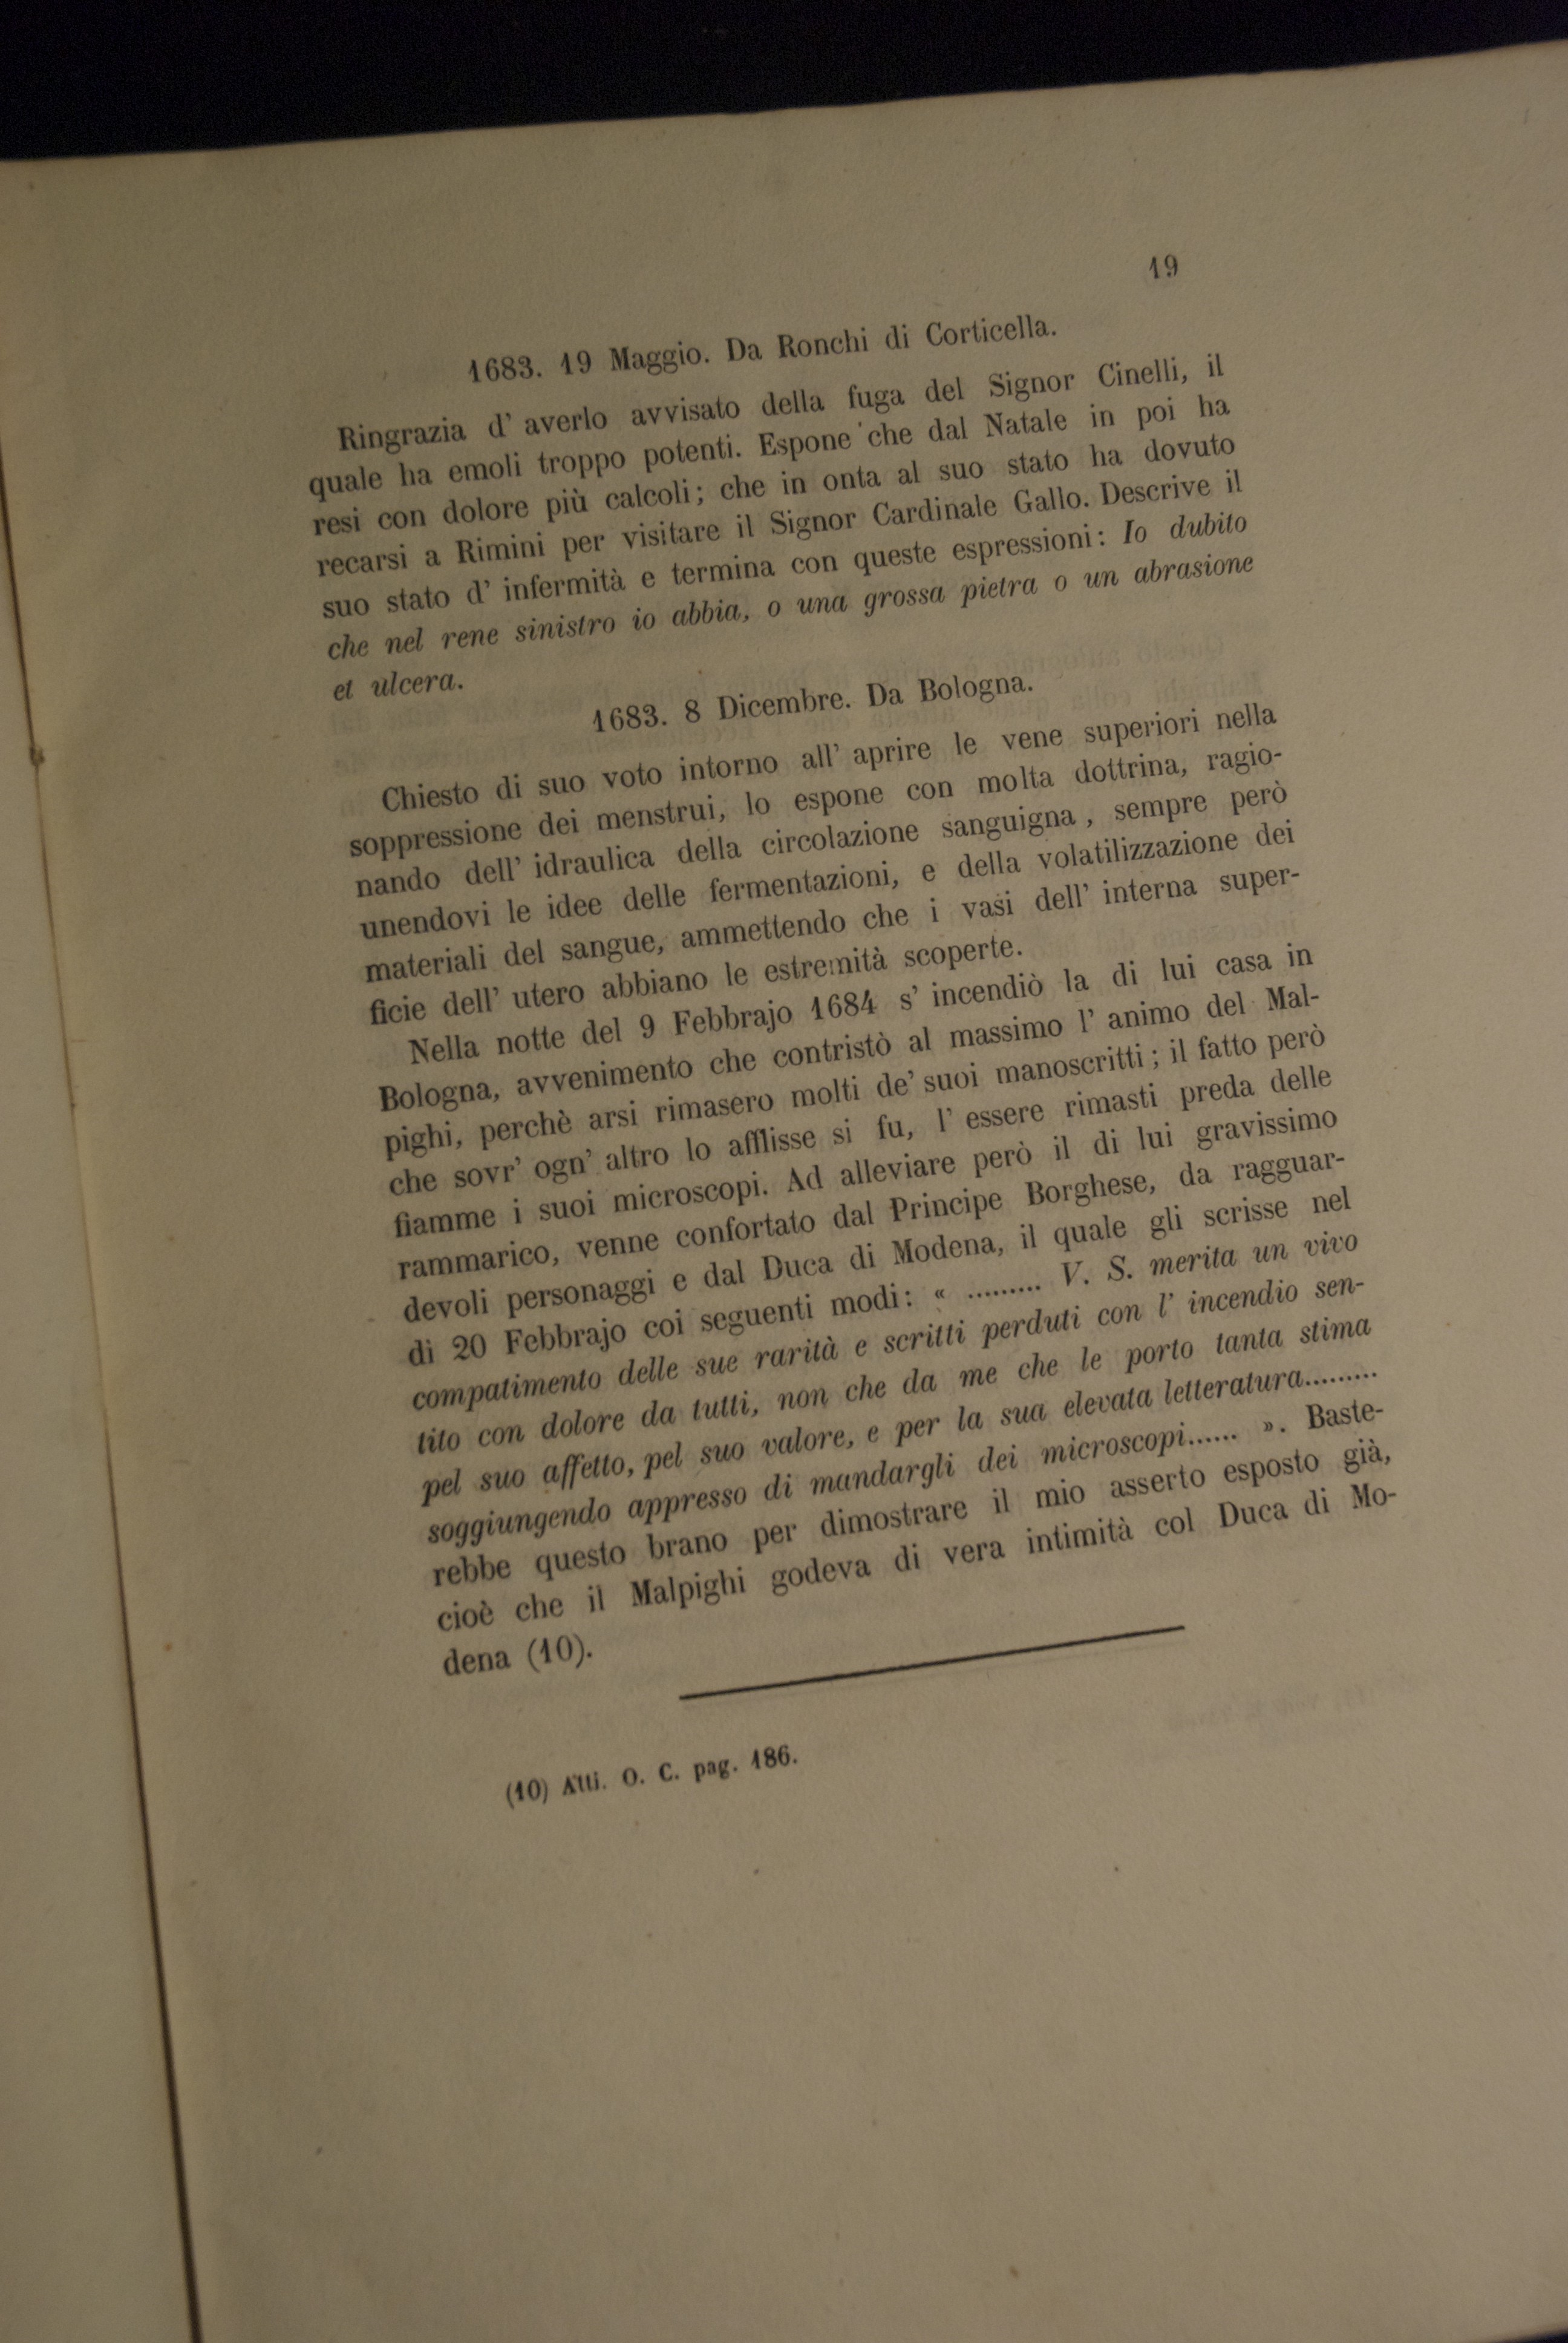 19
1683. 19 Maggio. Da Ronchi di Corticella.
Ringrazia d' averlo avvisato della fuga del Signor Cinelli, il
quale ha emoli troppo potenti. Espone che dal Natale in poi ha
resi con dolore più calcoli; che in onta al suo stato ha dovuto
recarsi a Rimini per visitare il Signor Cardinale Gallo. Descrive il
suo stato d' infermità e termina con queste espressioni: Io dubito
che nel rene sinistro io abbia, o una grossa pietra o un abrasione
et ulcera.
1683. 8 Dicembre. Da Bologna.
Chiesto di suo voto intorno all' aprire le vene superiori nella
soppressione dei menstrui, lo espone con molta dottrina, ragio-
nando dell' idraulica della circolazione sanguigna, sempre però
unendovi le idee delle fermentazioni, e della volatilizzazione dei
materiali del sangue, ammettendo che i vasi dell' interna super-
ficie dell' utero abbiano le estremità scoperte.
Nella notte del 9 Febbrajo 1684 s' incendiò la di lui casa in
Bologna, avvenimento che contristò al massimo l' animo del Mal-
pighi, perchè arsi rimasero molti de' suoi manoscritti; il fatto però
che sovr' ogn' altro lo afflisse si fu, l' essere rimasti preda delle
fiamme i suoi microscopi. Ad alleviare però il di lui gravissimo
rammarico, venne confortato dal Principe Borghese, da ragguar-
devoli personaggi e dal Duca di Modena, il quale gli scrisse nel
dì 20 Febbrajo coi seguenti modi: « ......... V. S. merita un vivo
compatimento delle sue rarità e scritti perduti con l' incendio sen-
tito con dolore da tutti, non che da me che le porto tanta stima
pel suo affetto, pel suo valore, e per la sua elevata letteratura.........
soggiungendo appresso di mandargli dei microscopi...... ». Baste-
rebbe questo brano per dimostrare il mio asserto esposto già,
cioè che il Malpighi godeva di vera intimità col Duca di Mo-
dena (10).
(10) Atti. O. C. pag. 186.